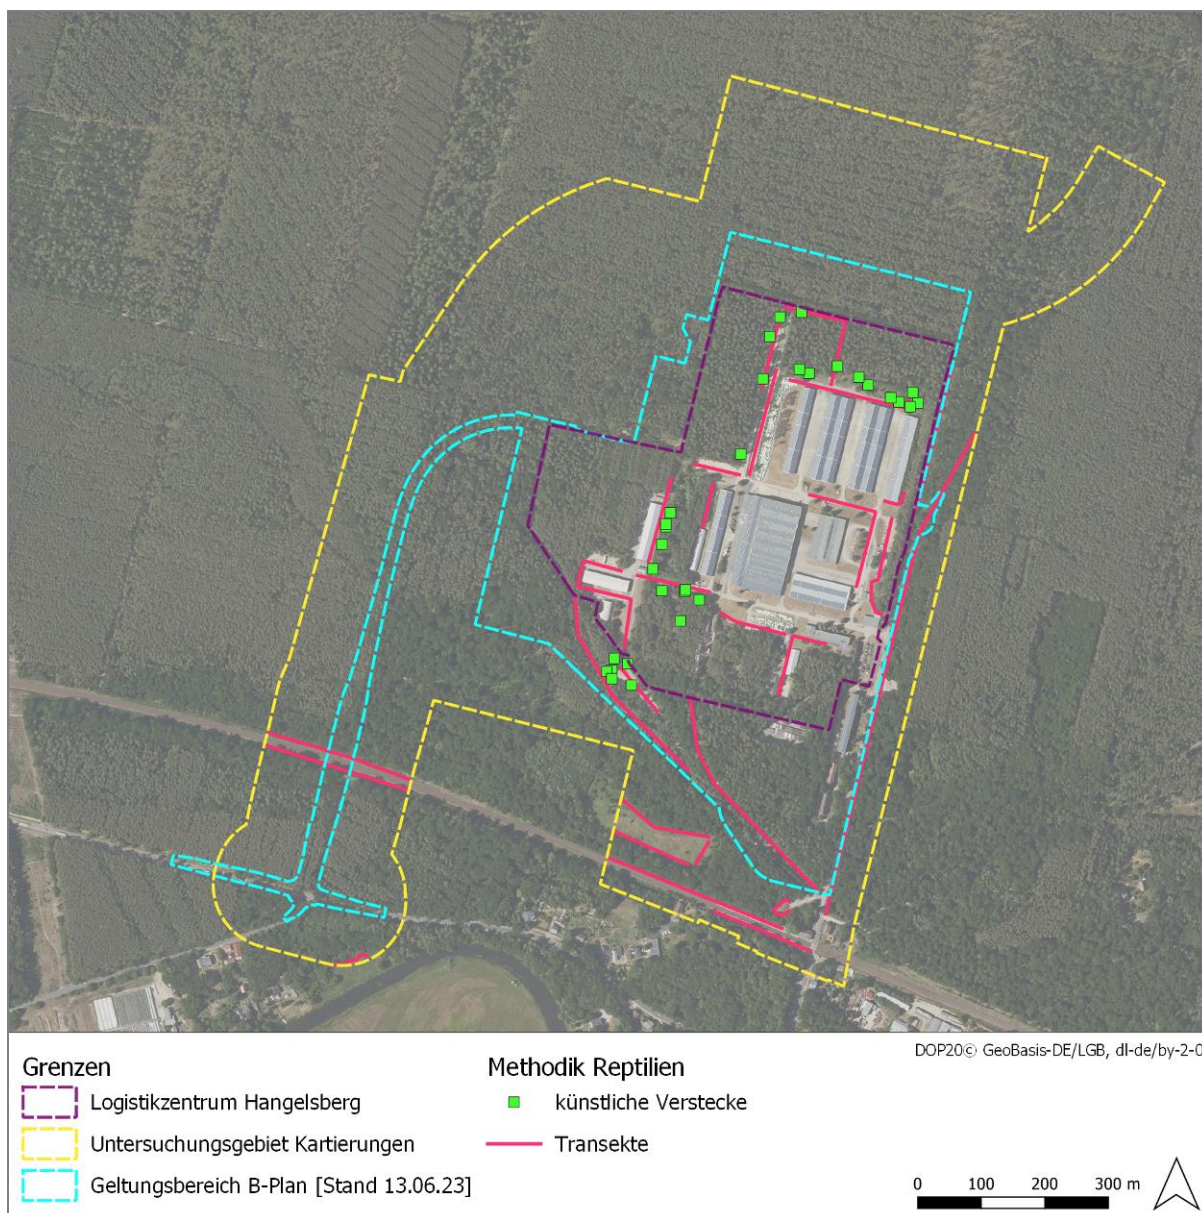 DOP20© GeoBasis-DE/LGB, dl-de/by-2-0
Grenzen
Logistikzentrum Hangelsberg
Untersuchungsgebiet Kartierungen
Geltungsbereich B-Plan [Stand 13.06.23]
Methodik Reptilien
künstliche Verstecke
Transekte
0 100 200 300 m